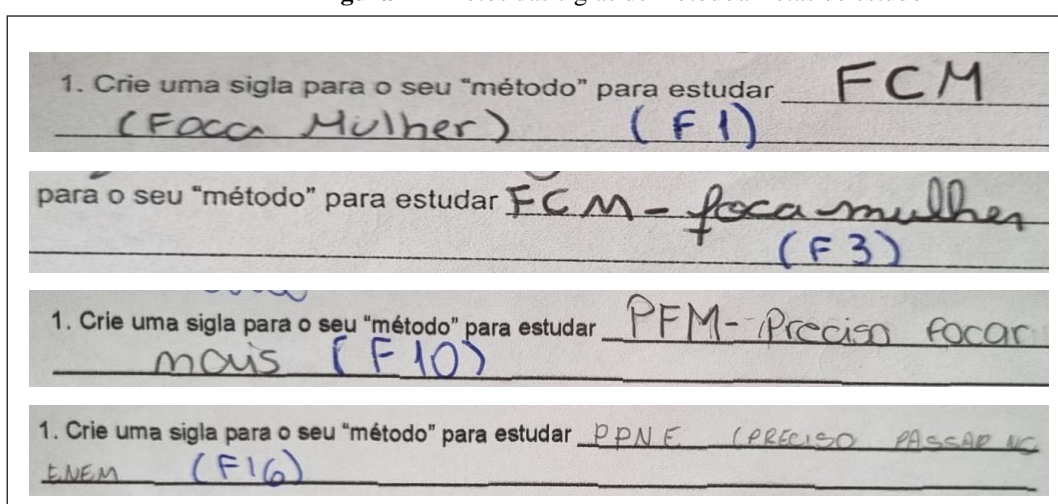 1. Crie uma sigla para o seu “método” para estudar FCM
(Foca Mulher) (F1)
para o seu “método” para estudar FCM - foca mulher
(F3)
1. Crie uma sigla para o seu “método” para estudar PFM - Preciso focar
mais (F10)
1. Crie uma sigla para o seu “método” para estudar PPNE (PRECISO PASSAR NO
ENEM (F16)